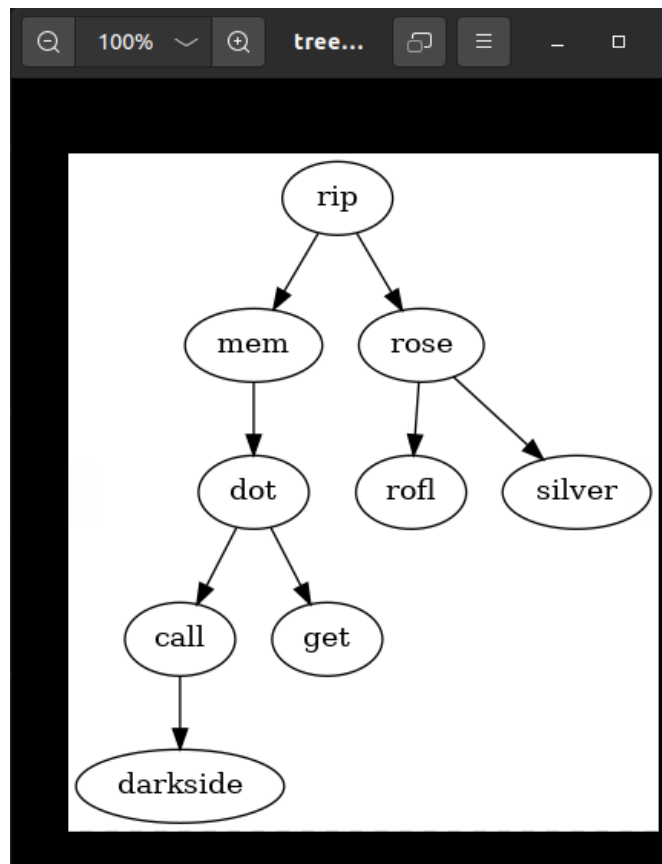 100% tree...
rip
mem rose
dot rofl silver
call get
darkside